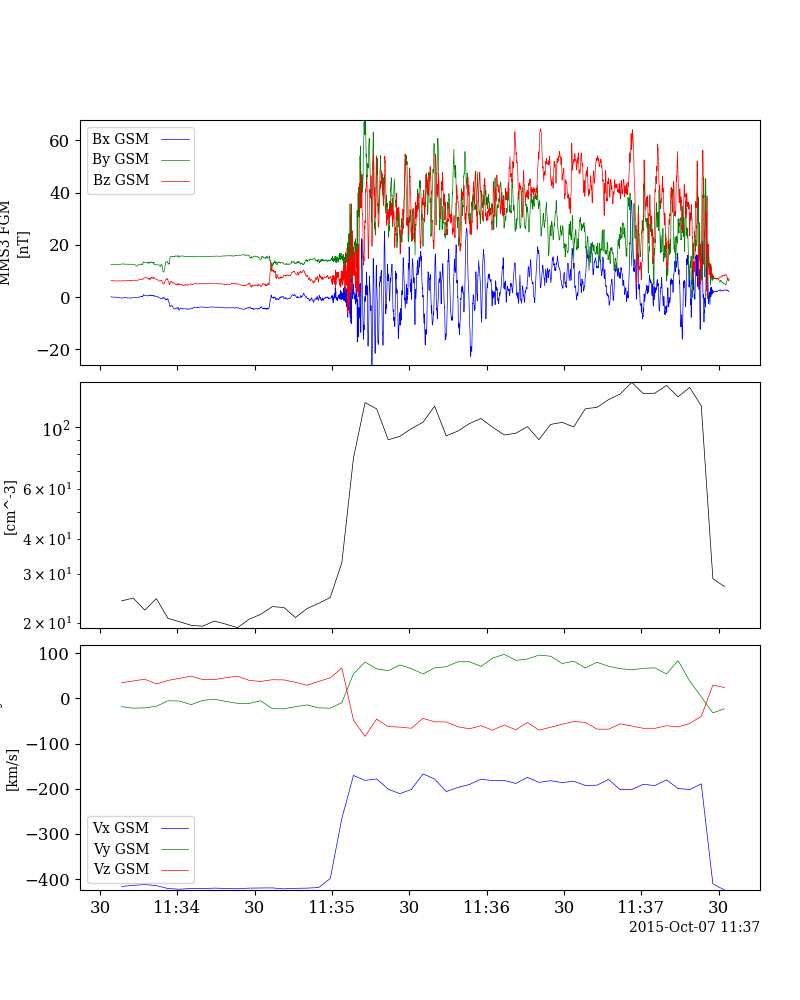 60
40
20
0
−20
MMS3 FGM
[nT]
Bx GSM
By GSM
Bz GSM
10²
6 × 10¹
4 × 10¹
3 × 10¹
2 × 10¹
[cm^-3]
100
0
−100
−200
−300
−400
[km/s]
Vx GSM
Vy GSM
Vz GSM
30 11:34 30 11:35 30 11:36 30 11:37 30
2015-Oct-07 11:37